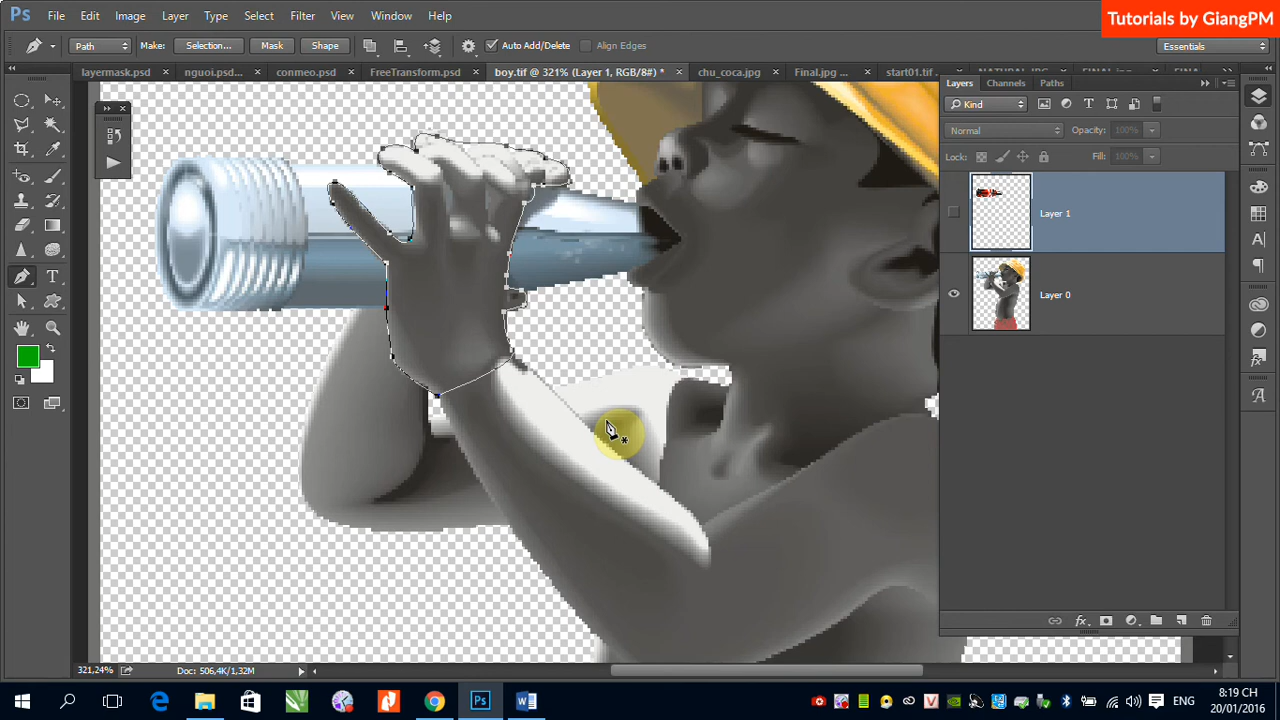 Ps File Edit Image Layer Type Select Filter View Window Help
Tutorials by GiangPM
Path Make: Selection... Mask Shape Auto Add/Delete Align Edges Essentials
layermask.psd × nguoi.psd... × conmeo.psd × FreeTransform.psd × boy.tif @ 321% (Layer 1, RGB/8#) * × chu_coca.jpg × Final.jpg ... × start01.tif ...
Layers Channels Paths
Kind
Normal Opacity: 100%
Lock: Fill: 100%
Layer 1
Layer 0
321,24% Doc: 506,4K/1,32M
fx
ENG 8:19 CH
20/01/2016